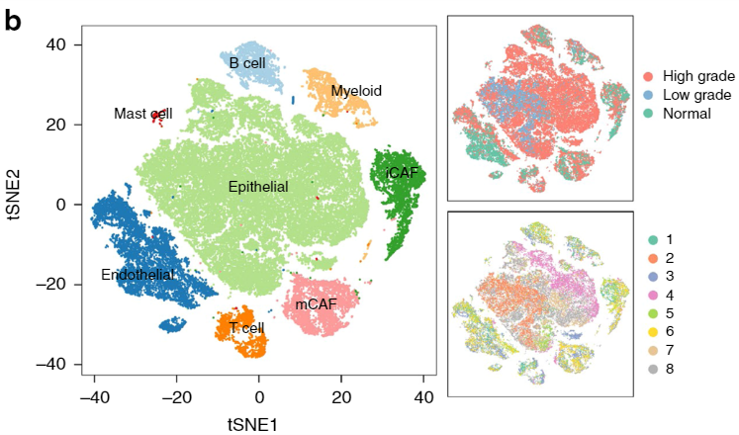 b
40
20
0
−20
−40
tSNE2
B cell
Myeloid
Mast cell
iCAF
Epithelial
Endothelial
mCAF
T cell
−40 −20 0 20 40
tSNE1
High grade
Low grade
Normal
1
2
3
4
5
6
7
8